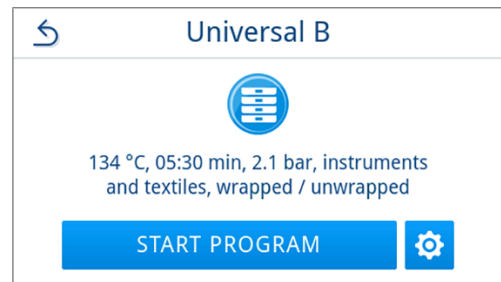 Universal B
134 °C, 05:30 min, 2.1 bar, instruments
and textiles, wrapped / unwrapped
START PROGRAM